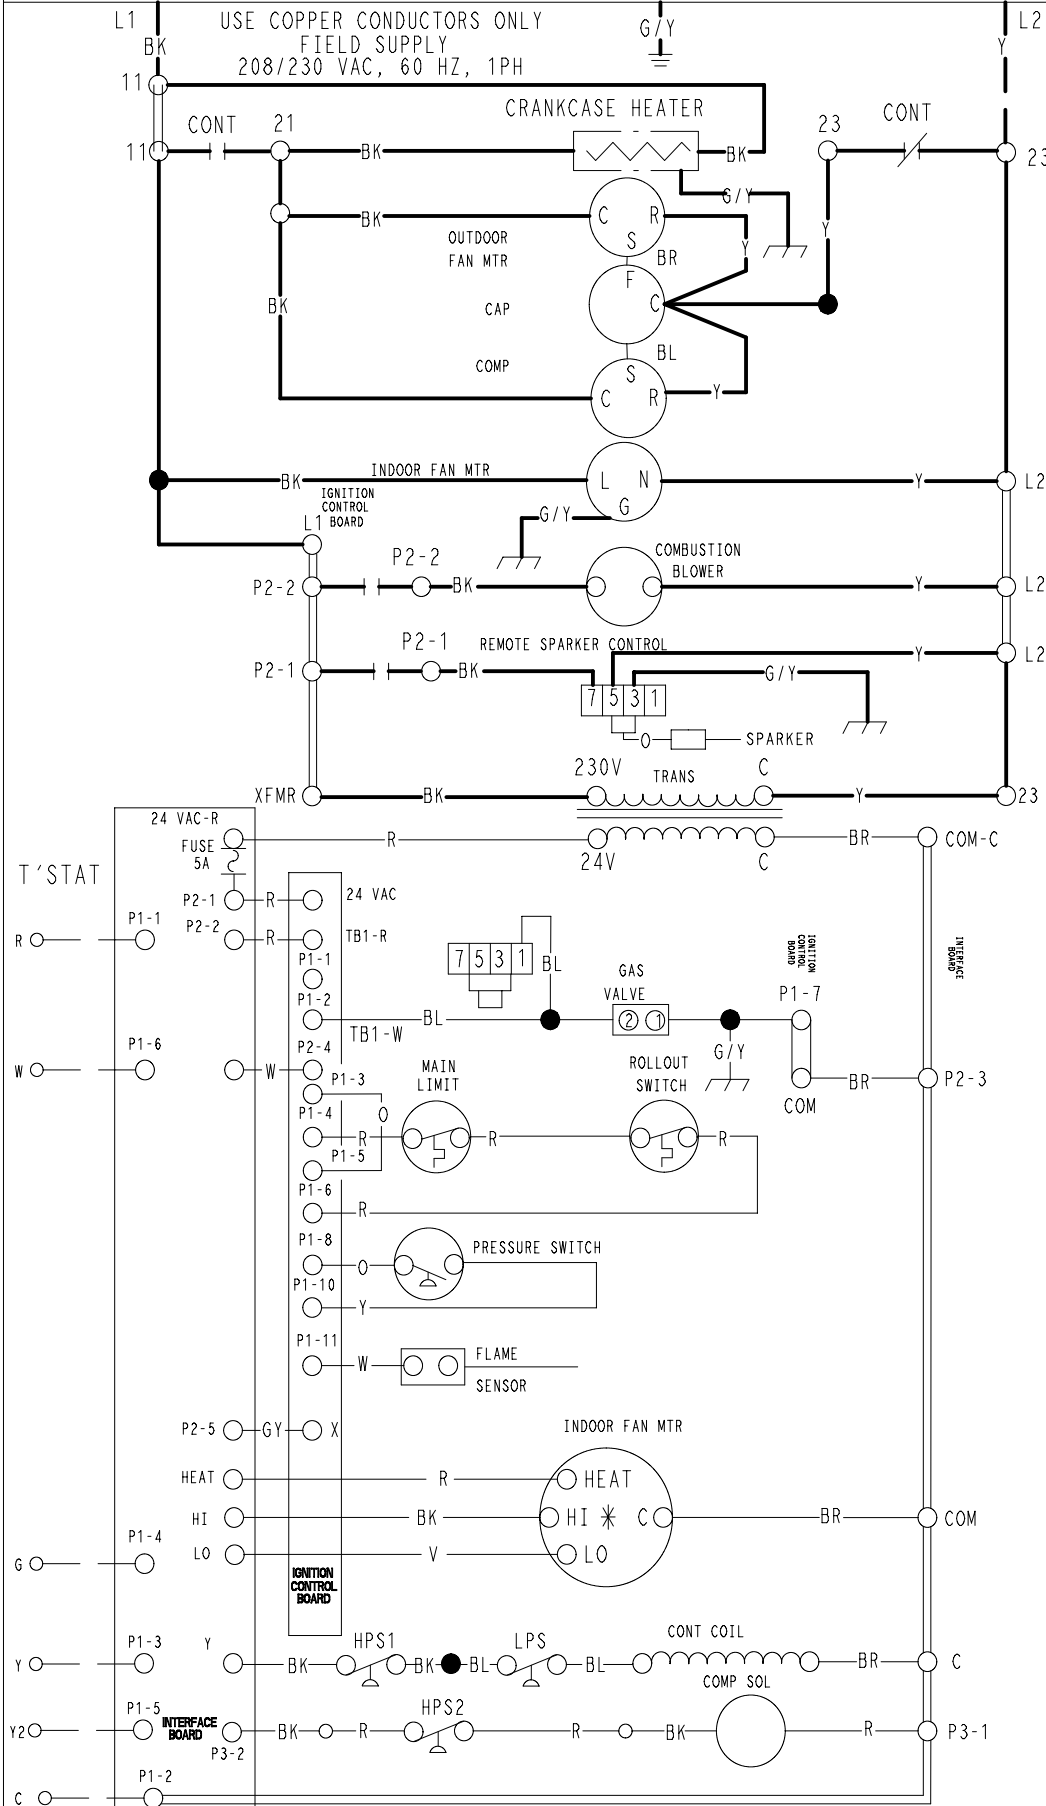 L1
USE COPPER CONDUCTORS ONLY
FIELD SUPPLY
208/230 VAC, 60 HZ, 1PH
G/Y
L2
BK
Y
11
CRANKCASE HEATER
CONT
21
23
CONT
11
BK
BK
23
G/Y
BK
C R
S
Y
Y
OUTDOOR
FAN MTR
BR
F
BK
CAP
C
BL
COMP
S
C R
Y
INDOOR FAN MTR
BK
L N
G
Y
L2
IGNITION
CONTROL
BOARD
L1
G/Y
P2-2
COMBUSTION
BLOWER
P2-2
BK
Y
L2
P2-1
REMOTE SPARKER CONTROL
Y
L2
P2-1
BK
G/Y
7 5 3 1
O
SPARKER
230V
TRANS
C
XFMR
BK
Y
23
24 VAC-R
FUSE
5A
R
24V
C
BR
COM-C
T'STAT
P2-1
R
24 VAC
P1-1
P2-2
R
R
TB1-R
P1-1
7 5 3 1
BL
GAS
VALVE
IGNITION
CONTROL
BOARD
INTERFACE
BOARD
P1-7
P1-2
BL
2 1
TB1-W
G/Y
P1-6
P2-4
W
W
MAIN
LIMIT
ROLLOUT
SWITCH
BR
P2-3
COM
P1-3
O
P1-4
R
R
R
P1-5
P1-6
R
P1-8
PRESSURE SWITCH
O
P1-10
Y
P1-11
W
FLAME
SENSOR
P2-5
GY
X
INDOOR FAN MTR
HEAT
R
HEAT
HI
BK
HI * C
BR
COM
P1-4
LO
V
LO
G
IGNITION
CONTROL
BOARD
P1-3
Y
HPS1
LPS
CONT COIL
Y
BK
BK
BL
BL
BR
C
COMP SOL
P1-5
HPS2
Y2
INTERFACE
BOARD
P3-2
BK
R
R
BK
R
P3-1
P1-2
C